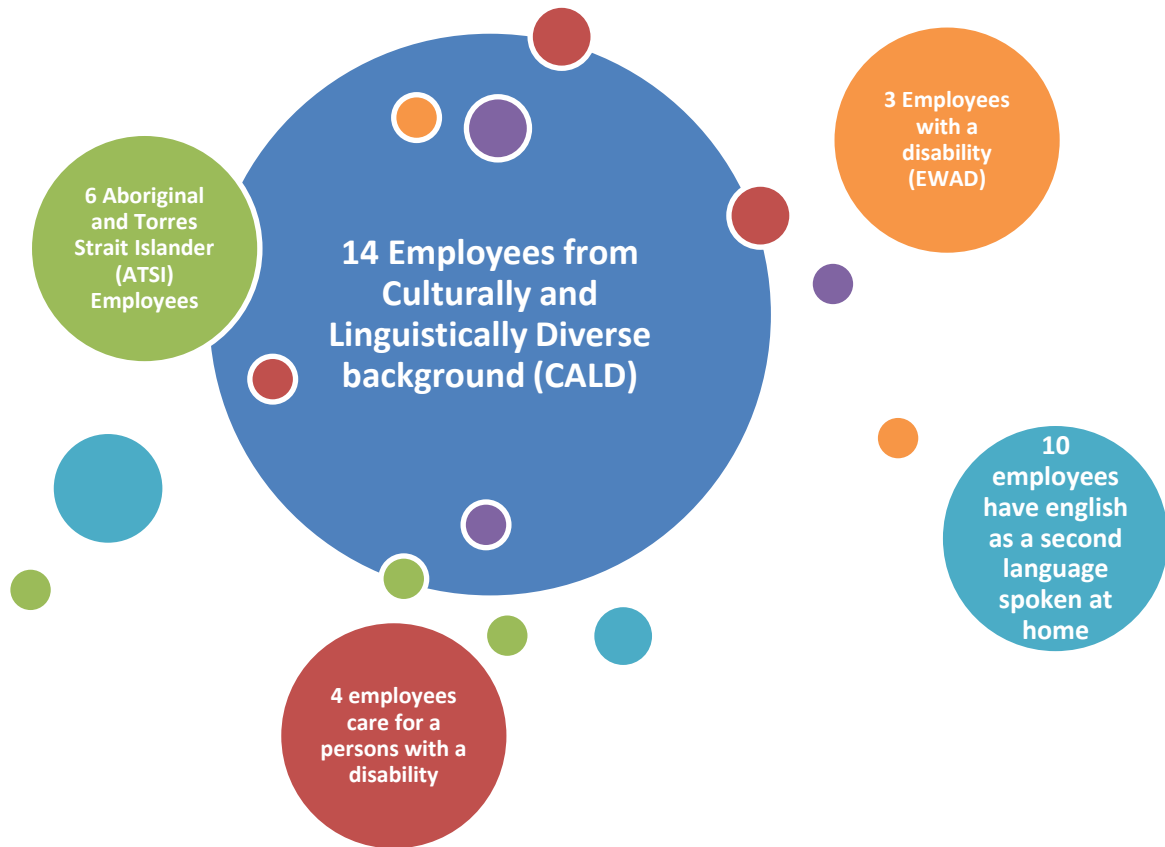 3 Employees
with a
disability
(EWAD)
6 Aboriginal
and Torres
Strait Islander
(ATSI)
Employees
14 Employees from
Culturally and
Linguistically Diverse
background (CALD)
10
employees
have english
as a second
language
spoken at
home
4 employees
care for a
persons with a
disability